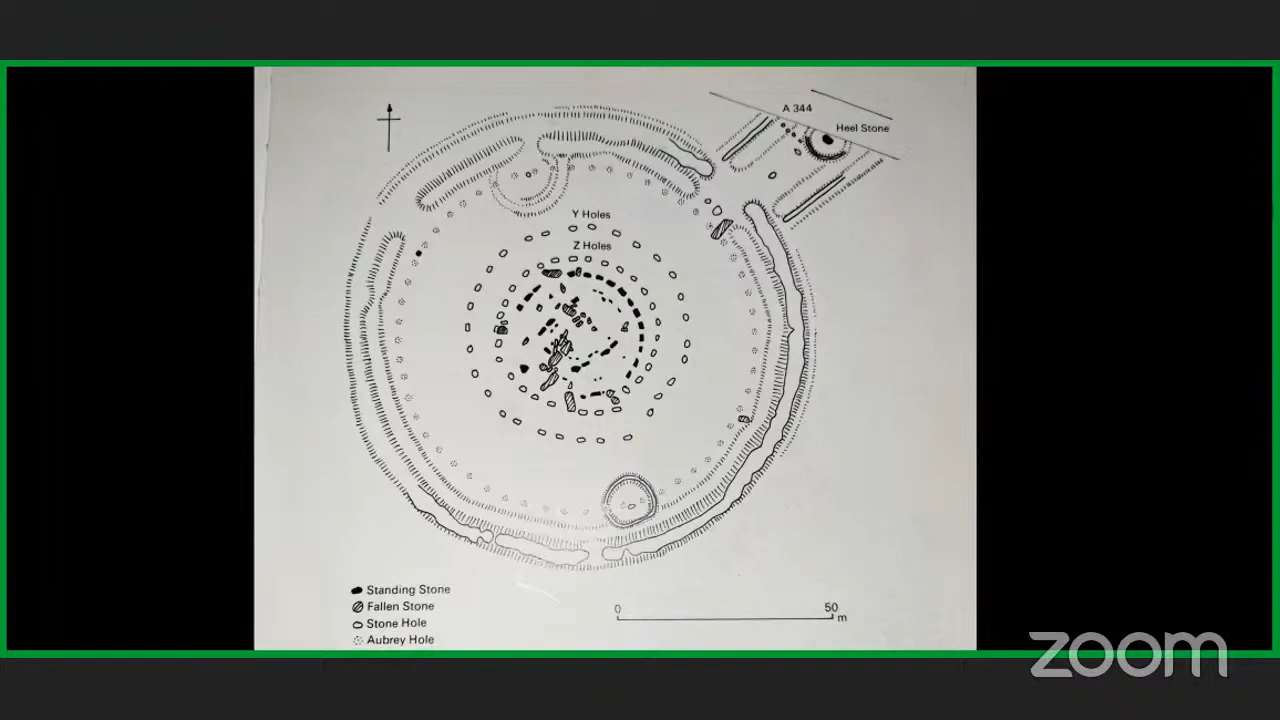 A 344
Heel Stone
Y Holes
Z Holes
Standing Stone
Fallen Stone
Stone Hole
Aubrey Hole
0 50
m
zoom